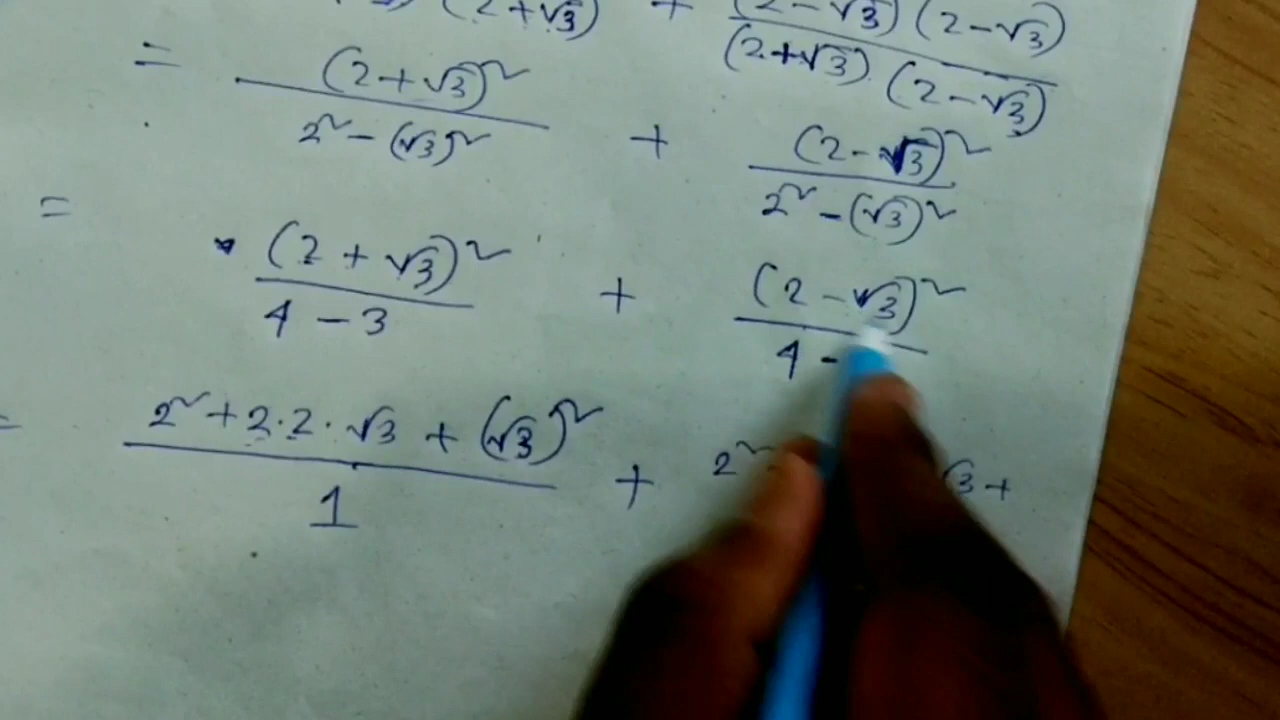 (2+√3) + (2-√3)(2-√3) / (2+√3)(2-√3)
= (2+√3)² / 2² - (√3)² + (2-√3)² / 2² - (√3)²
= (2+√3)² / 4-3 + (2-√3)² / 4-
= 2²+2·2·√3+(√3)² / 1 + 2² √3+